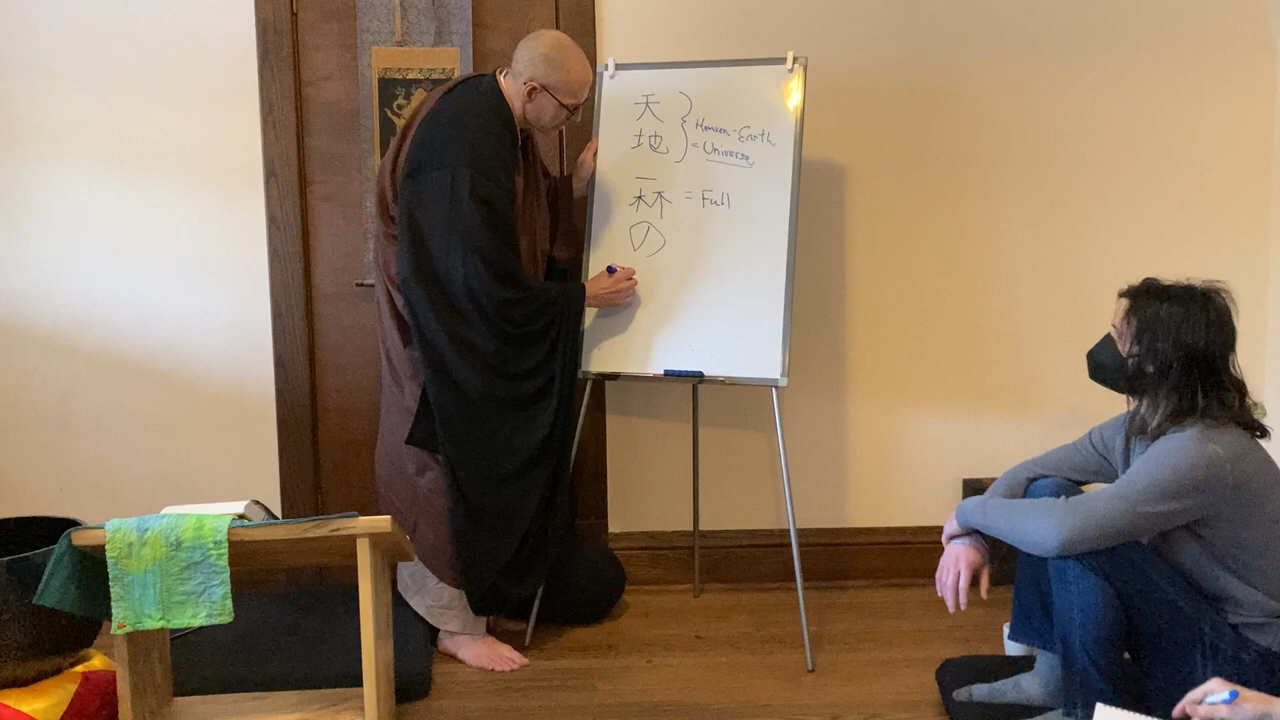 天
地
Heaven-Earth
= Universe
一
杯 = Full
の